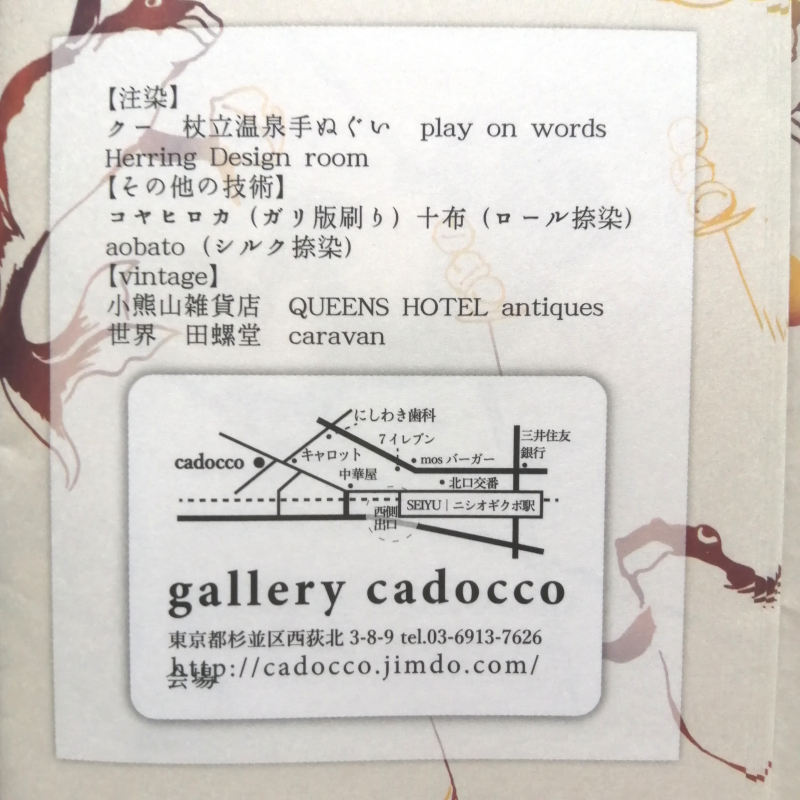 【注染】
クー　杖立温泉手ぬぐい　play on words
Herring Design room
【その他の技術】
コヤヒロカ（ガリ版刷り）十布（ロール捺染）
aobato（シルク捺染）
【vintage】
小熊山雑貨店　QUEENS HOTEL antiques
世界　田螺堂　caravan
にしわき歯科
7イレブン
三井住友
銀行
cadocco
キャロット
mos バーガー
中華屋
北口交番
SEIYU｜ニシオギクボ駅
西側
出口
gallery cadocco
東京都杉並区西荻北 3-8-9 tel.03-6913-7626
http://cadocco.jimdo.com/
会場